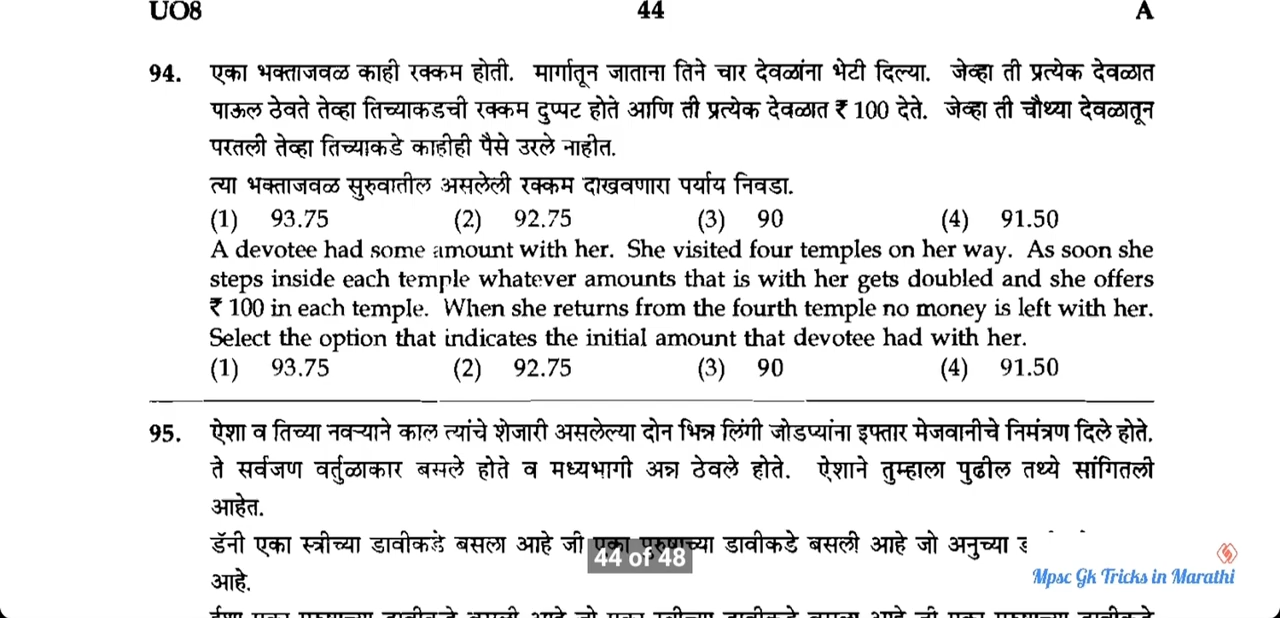 UO8 44 A
94. एका भक्ताजवळ काही रक्कम होती. मार्गातून जाताना तिने चार देवळांना भेटी दिल्या. जेव्हा ती प्रत्येक देवळात
पाऊल ठेवते तेव्हा तिच्याकडची रक्कम दुप्पट होते आणि ती प्रत्येक देवळात ₹ 100 देते. जेव्हा ती चौथ्या देवळातून
परतली तेव्हा तिच्याकडे काहीही पैसे उरले नाहीत.
त्या भक्ताजवळ सुरुवातील असलेली रक्कम दाखवणारा पर्याय निवडा.
(1) 93.75 (2) 92.75 (3) 90 (4) 91.50
A devotee had some amount with her. She visited four temples on her way. As soon she
steps inside each temple whatever amounts that is with her gets doubled and she offers
₹ 100 in each temple. When she returns from the fourth temple no money is left with her.
Select the option that indicates the initial amount that devotee had with her.
(1) 93.75 (2) 92.75 (3) 90 (4) 91.50
95. ऐशा व तिच्या नवऱ्याने काल त्यांचे शेजारी असलेल्या दोन भिन्न लिंगी जोडप्यांना इफ्तार मेजवानीचे निमंत्रण दिले होते.
ते सर्वजण वर्तुळाकार बसले होते व मध्यभागी अन्न ठेवले होते. ऐशाने तुम्हाला पुढील तथ्ये सांगितली
आहेत.
डॅनी एका स्त्रीच्या डावीकडे बसला आहे जी एका पुरुषाच्या डावीकडे बसली आहे जो अनुच्या
44 of 48
आहे.
Mpsc Gk Tricks in Marathi